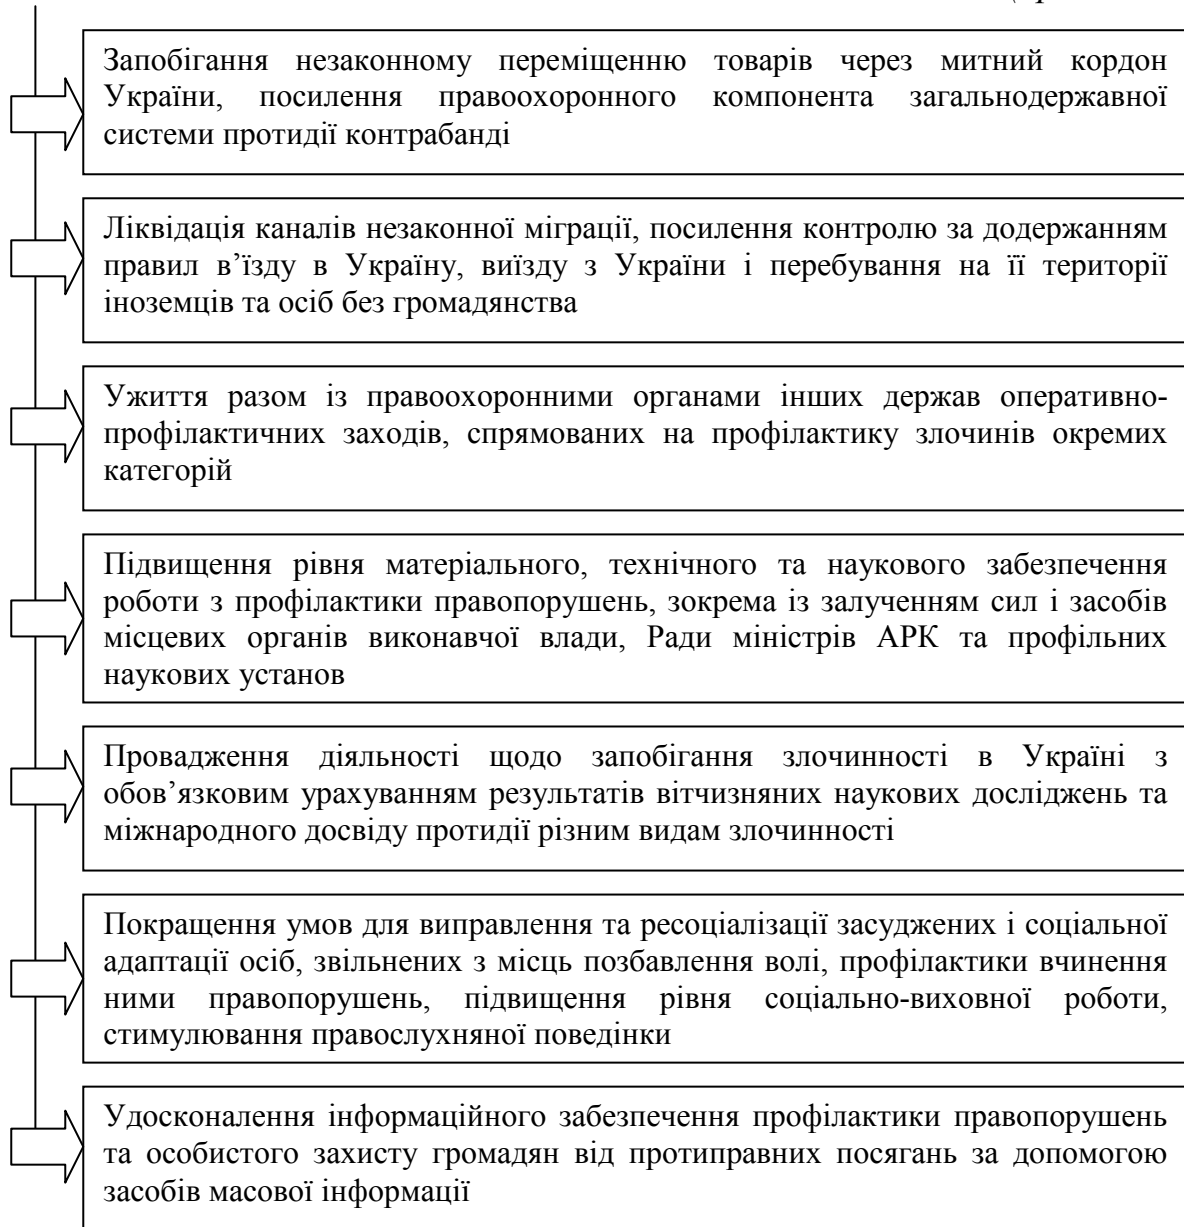 Запобігання незаконному переміщенню товарів через митний кордон
України, посилення правоохоронного компонента загальнодержавної
системи протидії контрабанді
Ліквідація каналів незаконної міграції, посилення контролю за додержанням
правил в’їзду в Україну, виїзду з України і перебування на її території
іноземців та осіб без громадянства
Ужиття разом із правоохоронними органами інших держав оперативно-
профілактичних заходів, спрямованих на профілактику злочинів окремих
категорій
Підвищення рівня матеріального, технічного та наукового забезпечення
роботи з профілактики правопорушень, зокрема із залученням сил і засобів
місцевих органів виконавчої влади, Ради міністрів АРК та профільних
наукових установ
Провадження діяльності щодо запобігання злочинності в Україні з
обов’язковим урахуванням результатів вітчизняних наукових досліджень та
міжнародного досвіду протидії різним видам злочинності
Покращення умов для виправлення та ресоціалізації засуджених і соціальної
адаптації осіб, звільнених з місць позбавлення волі, профілактики вчинення
ними правопорушень, підвищення рівня соціально-виховної роботи,
стимулювання правослухняної поведінки
Удосконалення інформаційного забезпечення профілактики правопорушень
та особистого захисту громадян від протиправних посягань за допомогою
засобів масової інформації